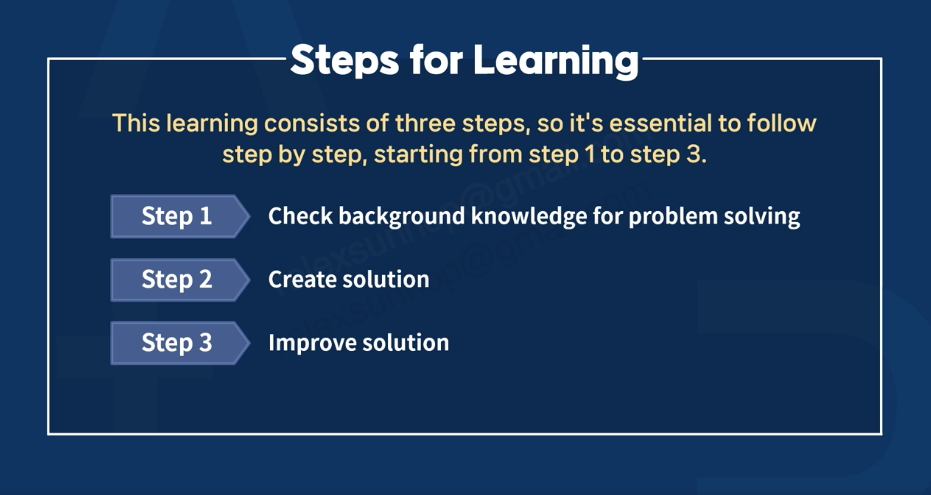 Steps for Learning
This learning consists of three steps, so it's essential to follow
step by step, starting from step 1 to step 3.
Step 1 Check background knowledge for problem solving
Step 2 Create solution
Step 3 Improve solution